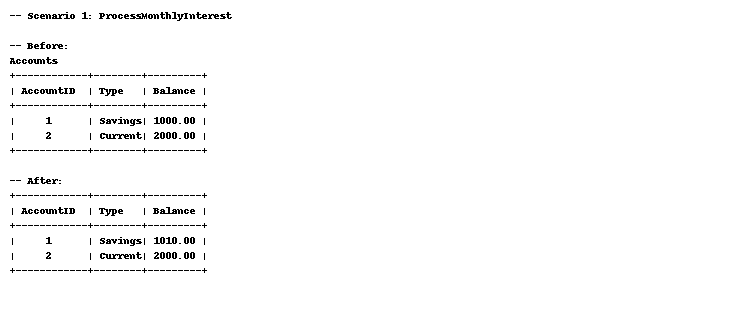 -- Scenario 1: ProcessMonthlyInterest
-- Before:
Accounts
+------------+--------+---------+
| AccountID  | Type   | Balance |
+------------+--------+---------+
|     1      | Savings| 1000.00 |
|     2      | Current| 2000.00 |
+------------+--------+---------+
-- After:
+------------+--------+---------+
| AccountID  | Type   | Balance |
+------------+--------+---------+
|     1      | Savings| 1010.00 |
|     2      | Current| 2000.00 |
+------------+--------+---------+